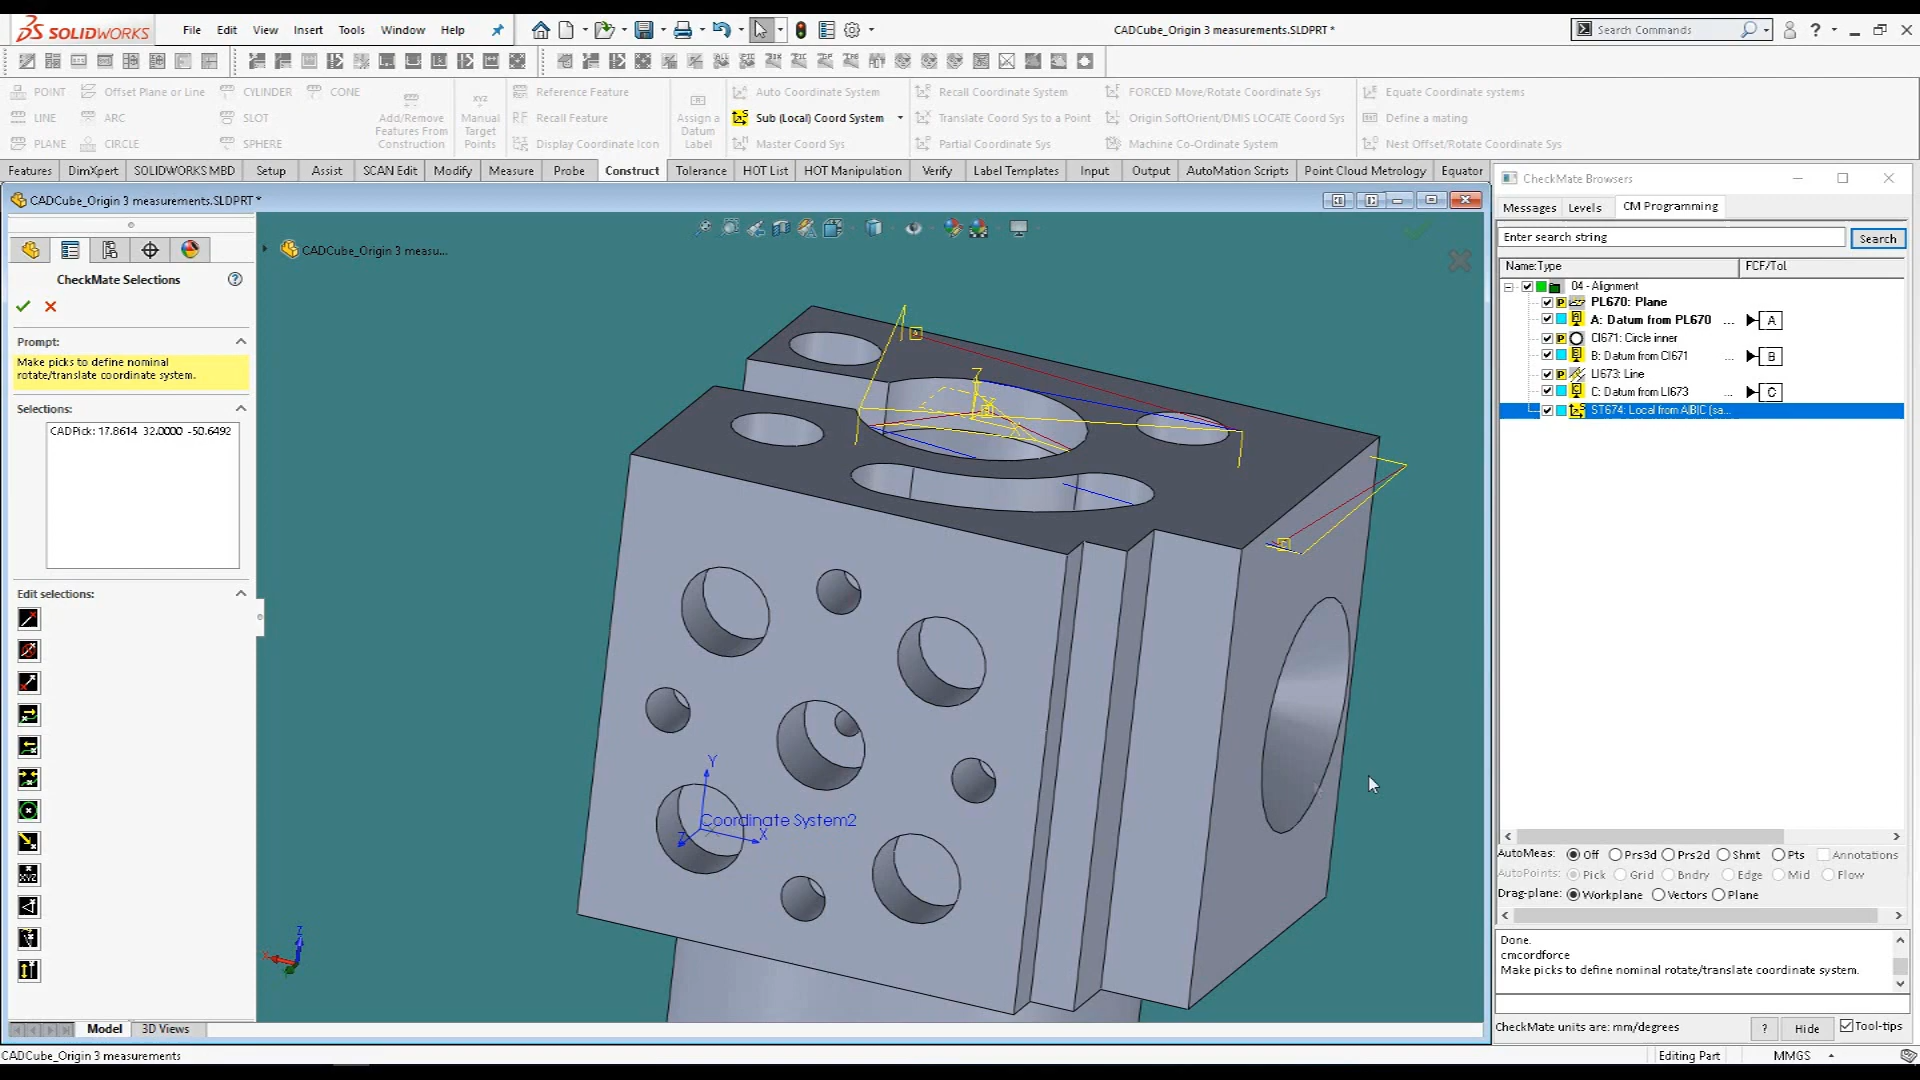 SOLIDWORKS
File Edit View Insert Tools Window Help
CADCube_Origin 3 measurements.SLDPRT *
Search Commands
POINT Offset Plane or Line CYLINDER CONE
LINE ARC SLOT
PLANE CIRCLE SPHERE
Add/Remove Features From Construction
XYZ
Manual Target Points
Reference Feature
Recall Feature
Display Coordinate Icon
Assign a Datum Label
Auto Coordinate System
Sub (Local) Coord System
Master Coord Sys
Recall Coordinate System
Translate Coord Sys to a Point
Partial Coordinate Sys
FORCED Move/Rotate Coordinate Sys
Origin SoftOrient/DMIS LOCATE Coord Sys
Machine Co-Ordinate System
Equate Coordinate systems
Define a mating
Nest Offset/Rotate Coordinate Sys
Features DimXpert SOLIDWORKS MBD Setup Assist SCAN Edit Modify Measure Probe Construct Tolerance HOT List HOT Manipulation Verify Label Templates Input Output AutoMation Scripts Point Cloud Metrology Equator
CADCube_Origin 3 measurements.SLDPRT *
CADCube_Origin 3 measu...
CheckMate Selections
Prompt:
Make picks to define nominal
rotate/translate coordinate system.
Selections:
CADPick: 17.8614 32.0000 -50.6492
Edit selections:
Z
X
C
Y
Coordinate System2
Z
X
Z
Model 3D Views
CADCube_Origin 3 measurements
CheckMate Browsers
Messages Levels CM Programming
Enter search string
Search
Name:Type FCF/Tol
04 - Alignment
P PL670: Plane
A: Datum from PL670 ... A
P CI671: Circle inner
B: Datum from CI671 ... B
P LI673: Line
C: Datum from LI673 ... C
ST674: Local from A|B|C (sa...
AutoMeas: Off Prs3d Prs2d Shmt Pts Annotations
AutoPoints: Pick Grid Bndry Edge Mid Flow
Drag-plane: Workplane Vectors Plane
Done.
cmcordforce
Make picks to define nominal rotate/translate coordinate system.
CheckMate units are: mm/degrees
? Hide Tool-tips
Editing Part MMGS